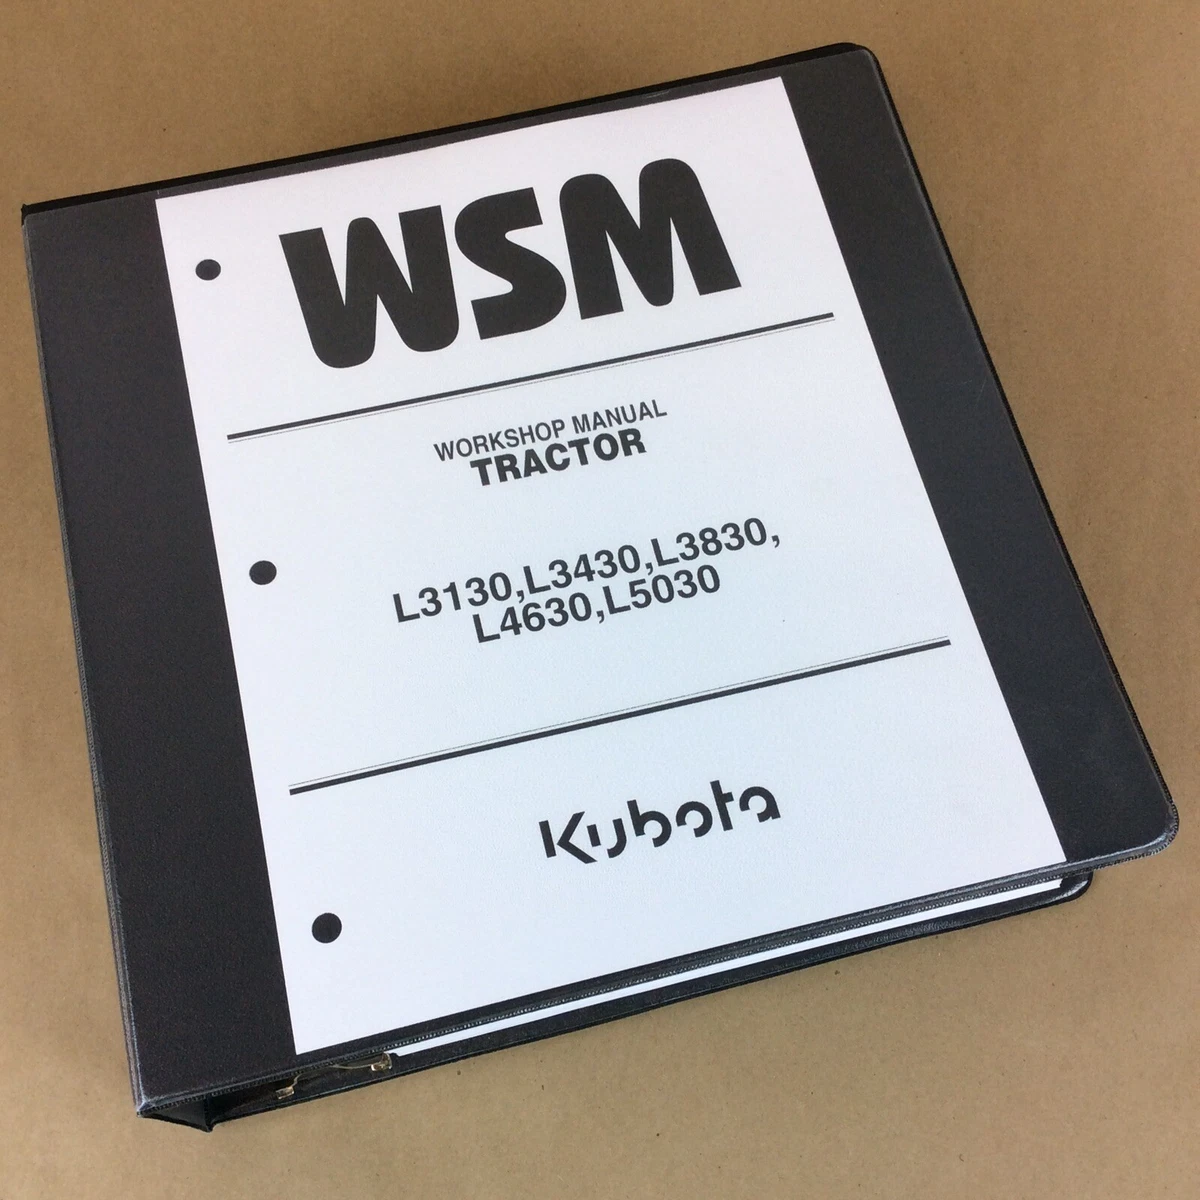 WSM
WORKSHOP MANUAL
TRACTOR
L3130,L3430,L3830,
L4630,L5030
Kubota